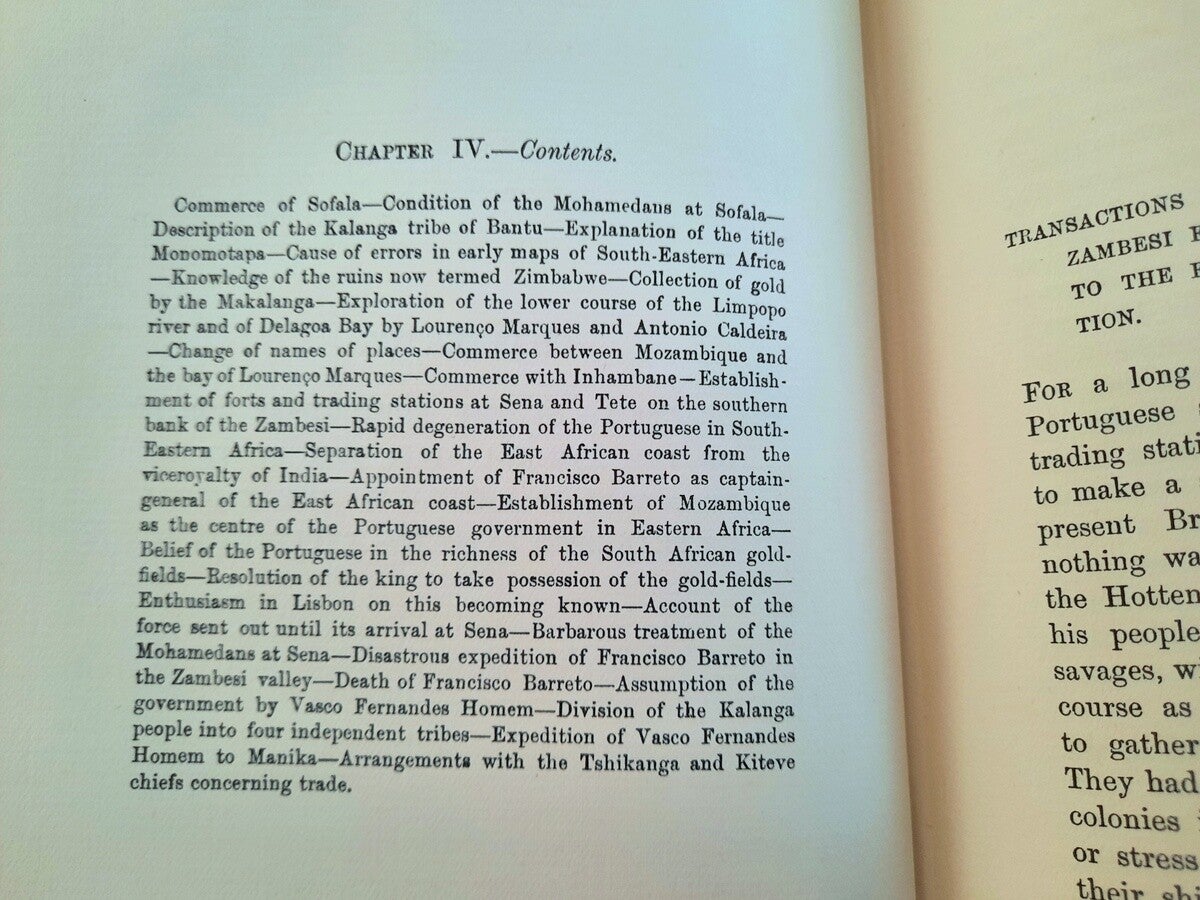 CHAPTER IV.—Contents.
Commerce of Sofala—Condition of the Mohamedans at Sofala—
Description of the Kalanga tribe of Bantu—Explanation of the title
Monomotapa—Cause of errors in early maps of South-Eastern Africa
—Knowledge of the ruins now termed Zimbabwe—Collection of gold
by the Makalanga—Exploration of the lower course of the Limpopo
river and of Delagoa Bay by Lourenço Marques and Antonio Caldeira
—Change of names of places—Commerce between Mozambique and
the bay of Lourenço Marques—Commerce with Inhambane—Establish-
ment of forts and trading stations at Sena and Tete on the southern
bank of the Zambesi—Rapid degeneration of the Portuguese in South-
Eastern Africa—Separation of the East African coast from the
viceroyalty of India—Appointment of Francisco Barreto as captain-
general of the East African coast—Establishment of Mozambique
as the centre of the Portuguese government in Eastern Africa—
Belief of the Portuguese in the richness of the South African gold-
fields—Resolution of the king to take possession of the gold-fields—
Enthusiasm in Lisbon on this becoming known—Account of the
force sent out until its arrival at Sena—Barbarous treatment of the
Mohamedans at Sena—Disastrous expedition of Francisco Barreto in
the Zambesi valley—Death of Francisco Barreto—Assumption of the
government by Vasco Fernandes Homem—Division of the Kalanga
people into four independent tribes—Expedition of Vasco Fernandes
Homem to Manika—Arrangements with the Tshikanga and Kiteve
chiefs concerning trade.
TRANSACTIONS
ZAMBESI
TO THE
TION.
FOR a long
Portuguese
trading
to make a
present
nothing
the
his people
savages,
course as
to gather
They had
colonies
or stress
their